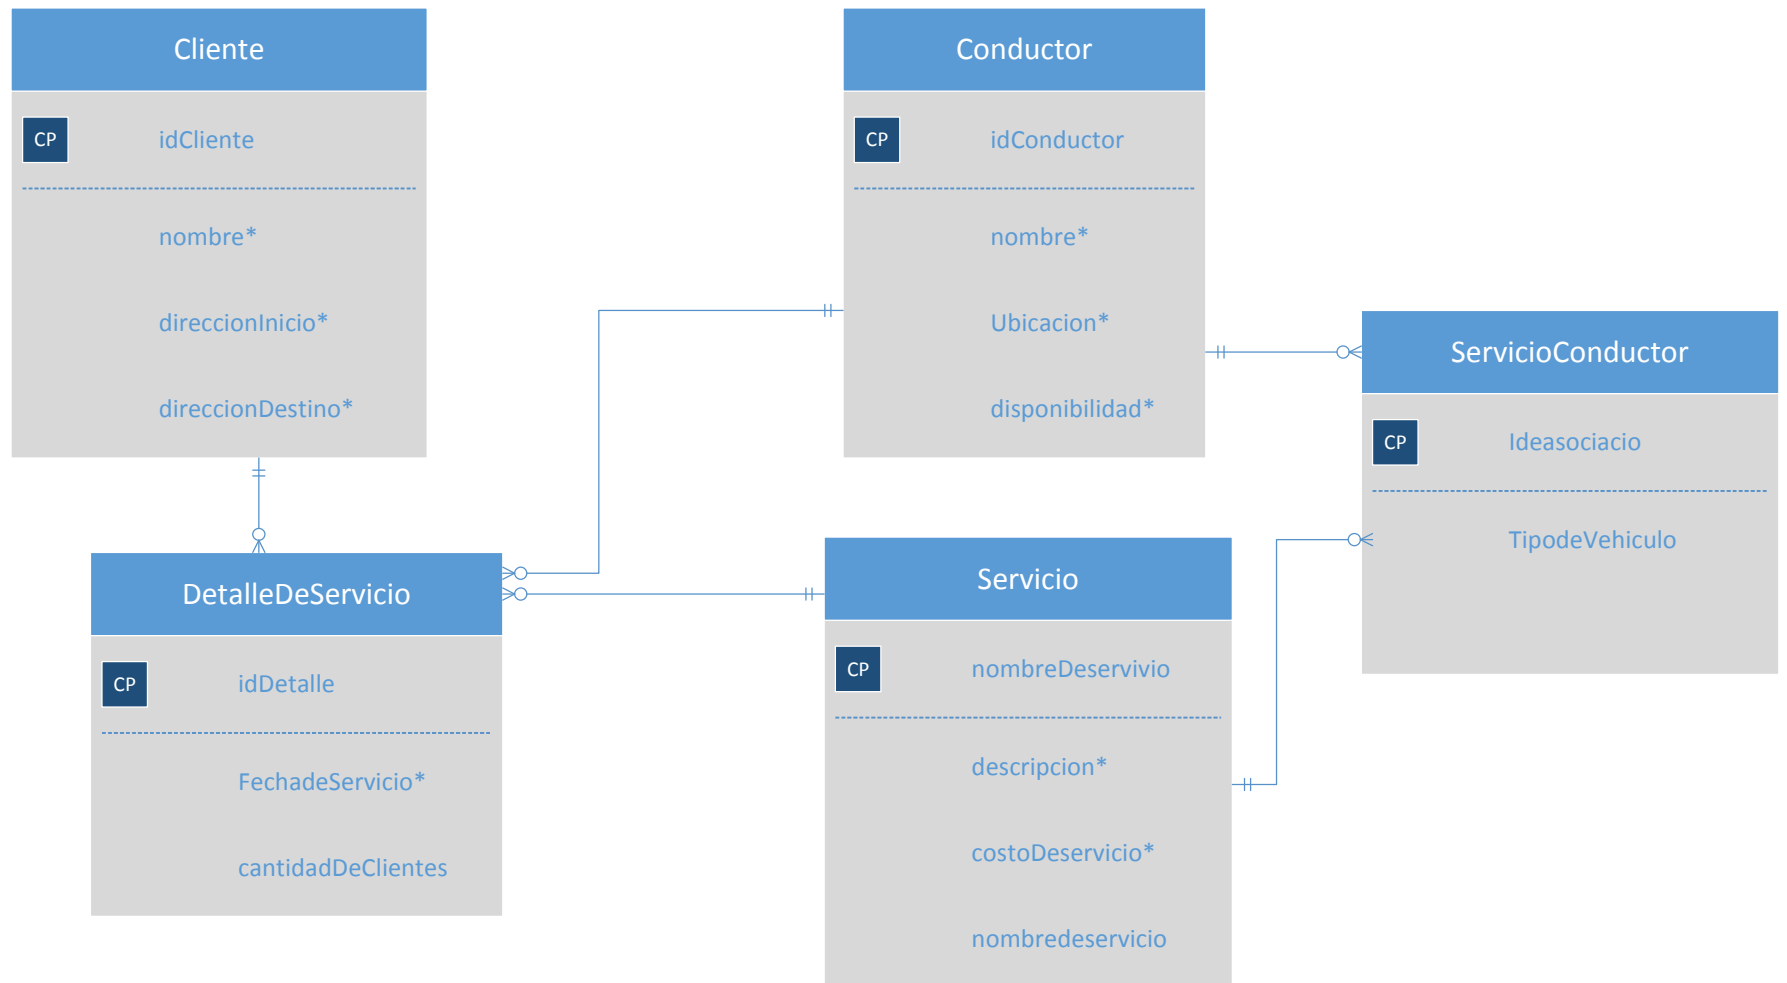 Cliente
CP idCliente
nombre*
direccionInicio*
direccionDestino*
Conductor
CP idConductor
nombre*
Ubicacion*
disponibilidad*
ServicioConductor
CP Ideasociacio
TipodeVehiculo
DetalleDeServicio
CP idDetalle
FechadeServicio*
cantidadDeClientes
Servicio
CP nombreDeservivio
descripcion*
costoDeservicio*
nombredeservicio